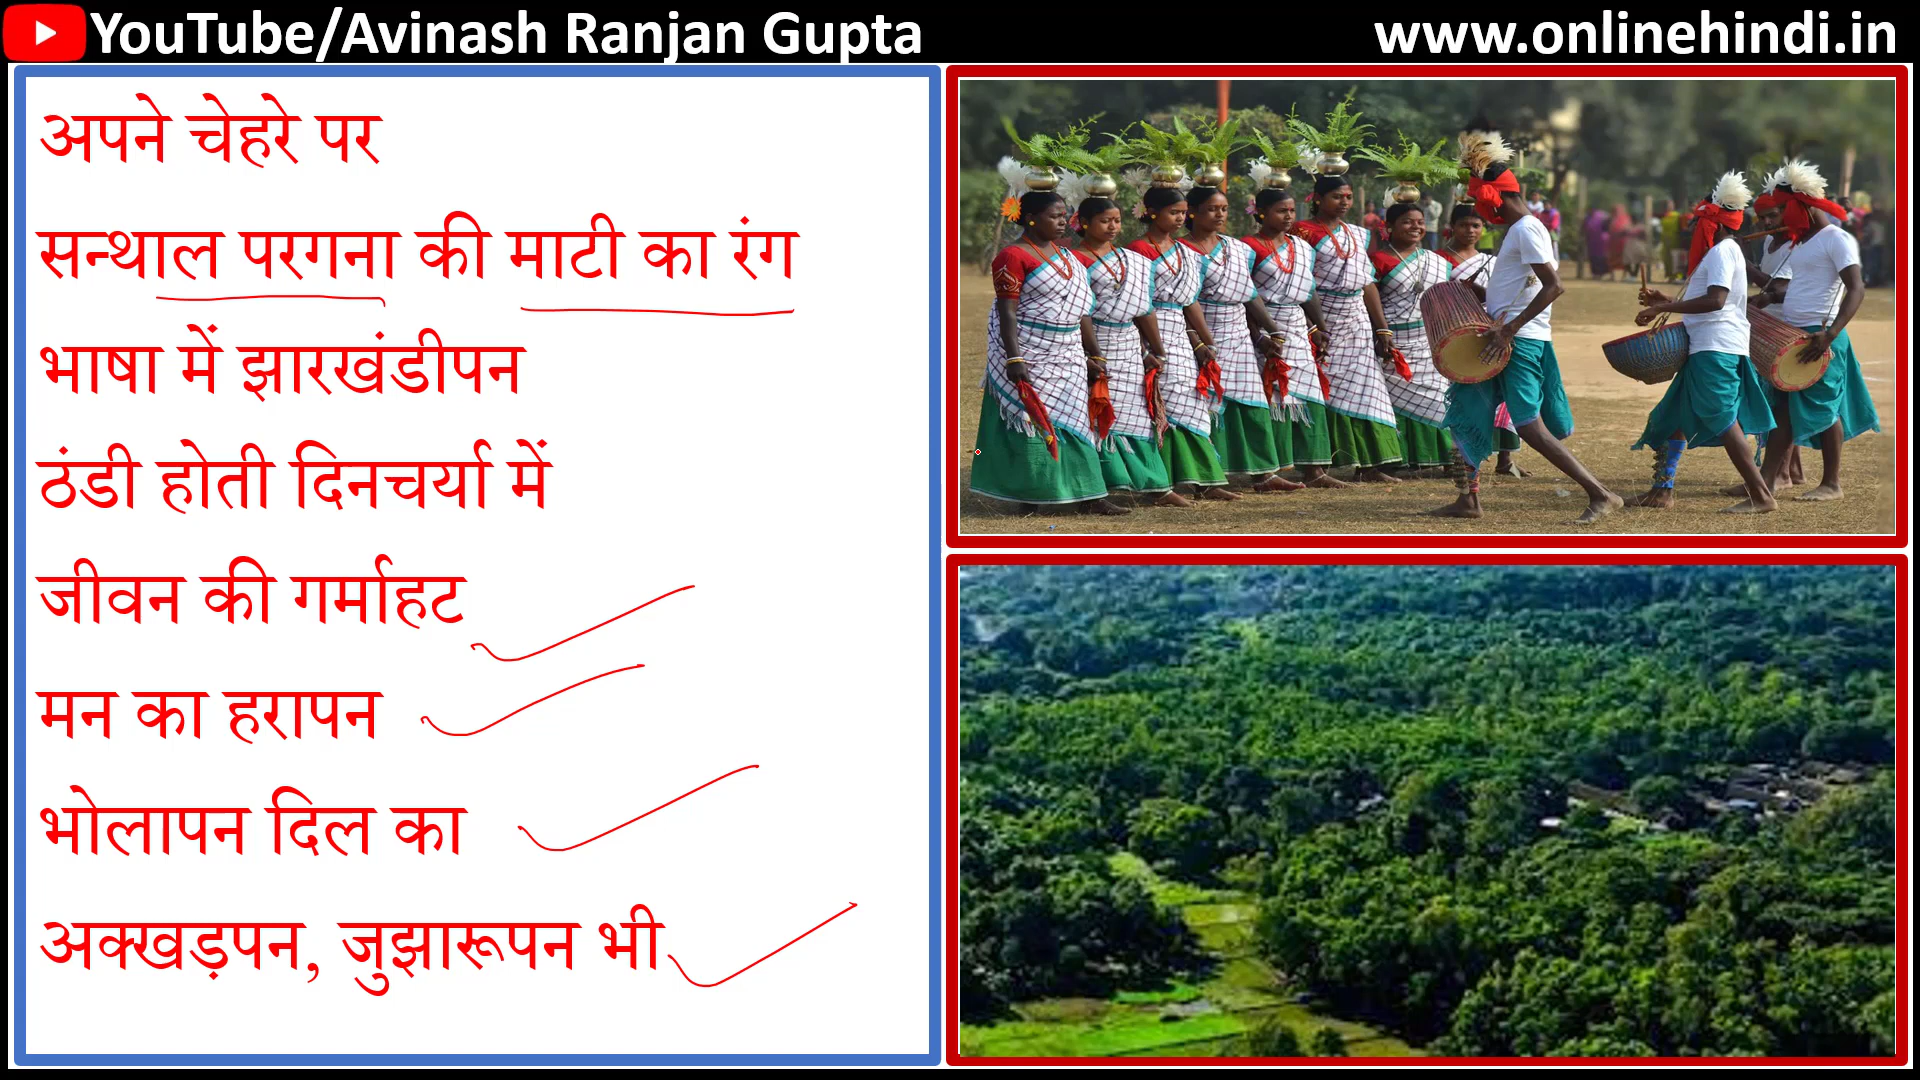 YouTube/Avinash Ranjan Gupta
www.onlinehindi.in
अपने चेहरे पर
सन्थाल परगना की माटी का रंग
भाषा में झारखंडीपन
ठंडी होती दिनचर्या में
जीवन की गर्माहट
मन का हरापन
भोलापन दिल का
अक्खड़पन, जुझारूपन भी